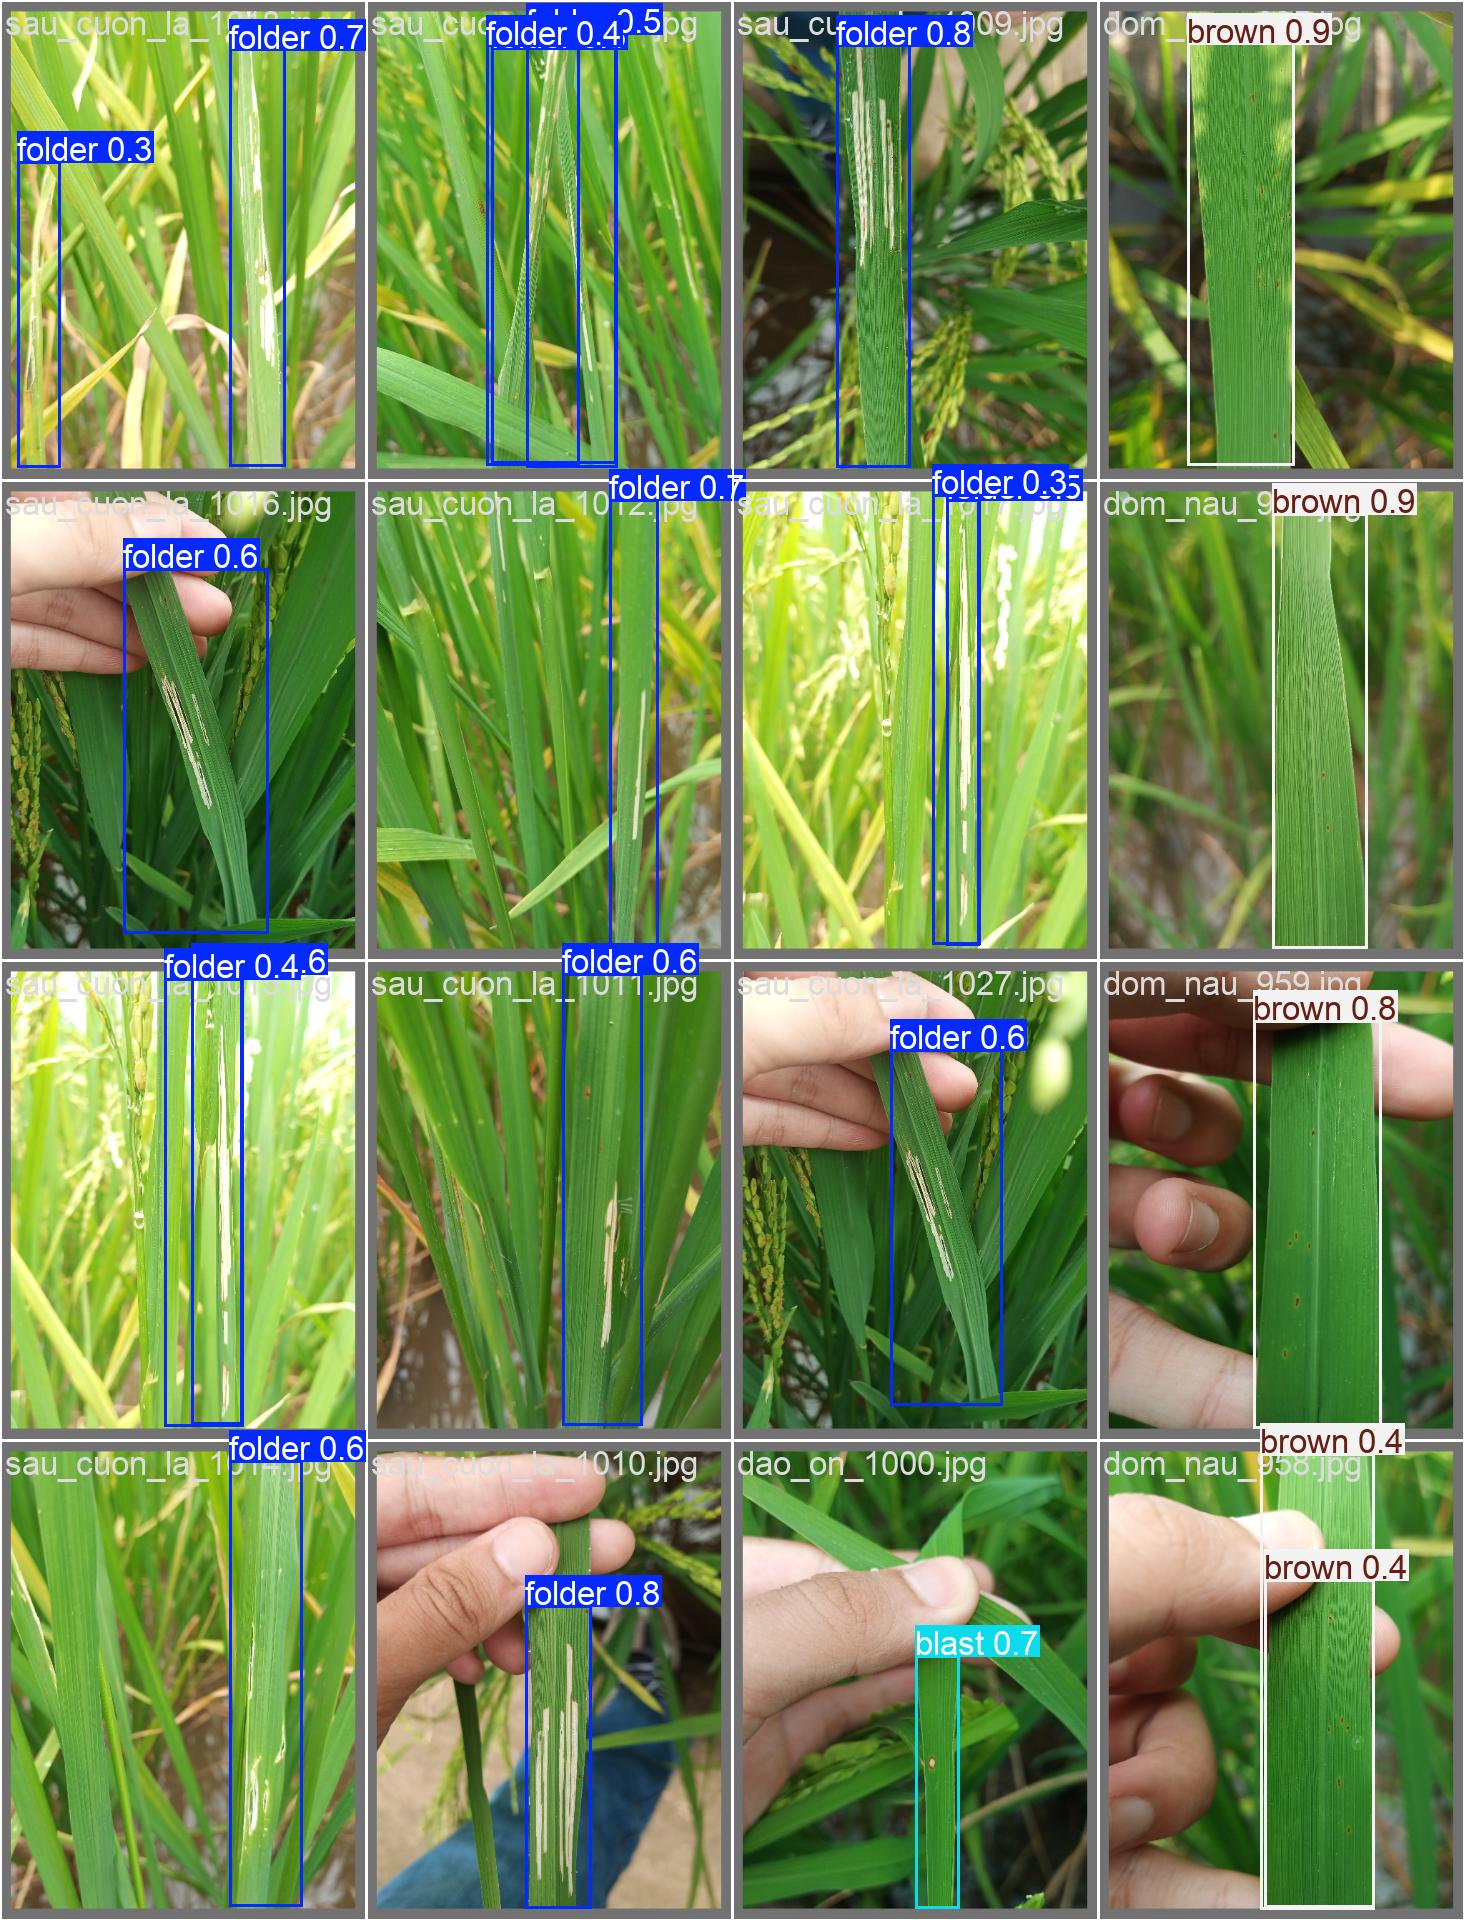 folder 0.7
folder 0.3
folder 0.5
folder 0.4
folder 0.8
brown 0.9
sau_cuon_la_1016.jpg
folder 0.6
folder 0.7
folder 0.3
brown 0.9
folder 0.4
sau_cuon_la_1011.jpg
folder 0.6
sau_cuon_la_1027.jpg
folder 0.6
dom_nau_959.jpg
brown 0.8
sau_cuon_la_1014.jpg
folder 0.6
sau_cuon_la_1010.jpg
folder 0.8
dao_on_1000.jpg
blast 0.7
dom_nau_958.jpg
brown 0.4
brown 0.4